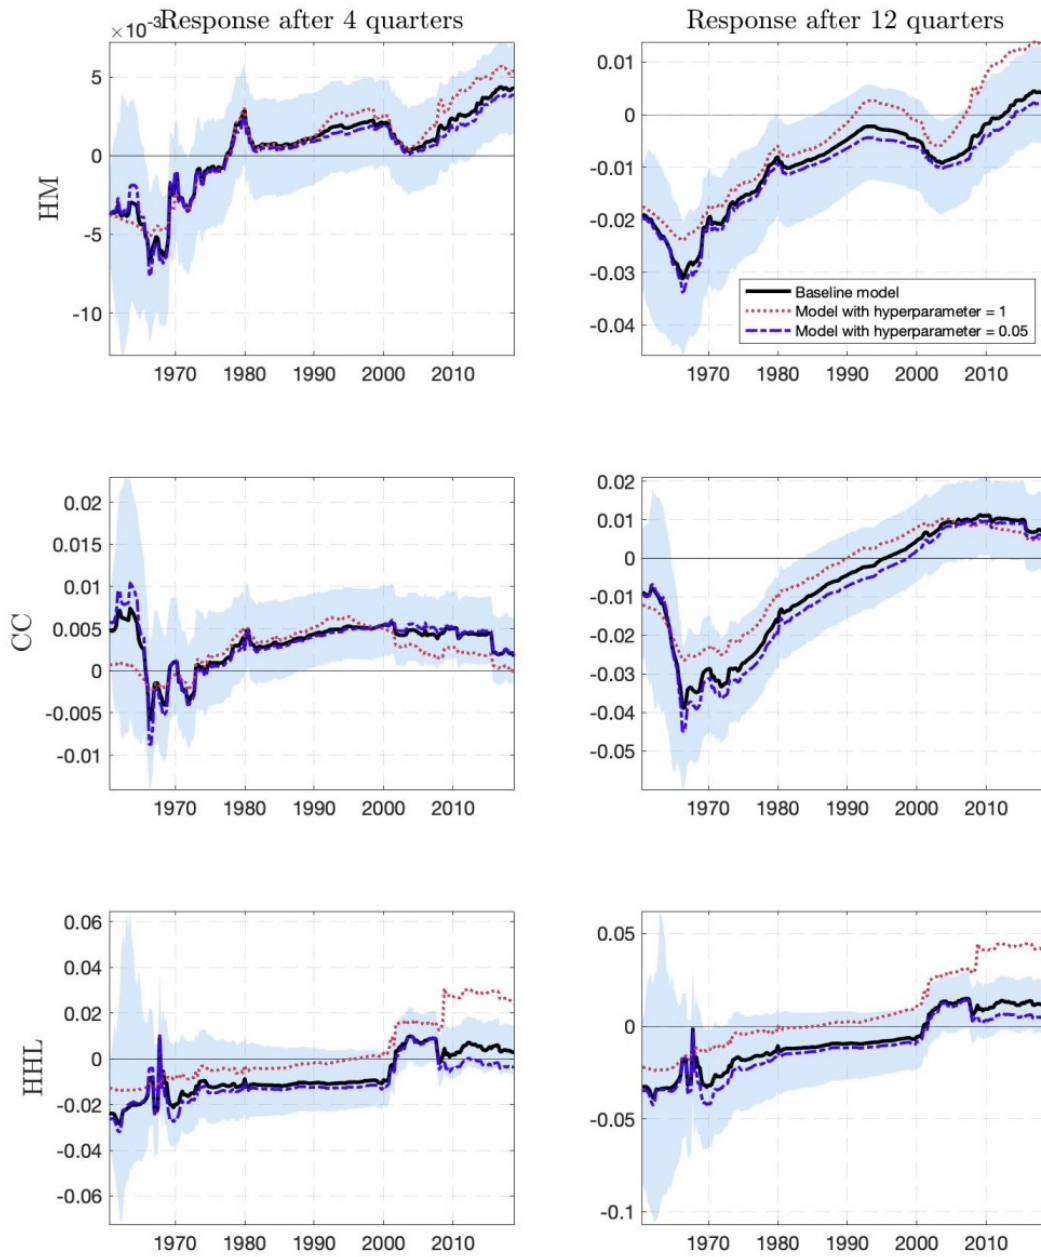 Response after 4 quarters
×10⁻³
5
0
-5
-10
HM
1970 1980 1990 2000 2010
Response after 12 quarters
0.01
0
-0.01
-0.02
-0.03
-0.04
Baseline model
Model with hyperparameter = 1
Model with hyperparameter = 0.05
1970 1980 1990 2000 2010
0.02
0.015
0.01
0.005
0
-0.005
-0.01
CC
1970 1980 1990 2000 2010
0.02
0.01
0
-0.01
-0.02
-0.03
-0.04
-0.05
1970 1980 1990 2000 2010
0.06
0.04
0.02
0
-0.02
-0.04
-0.06
HHL
1970 1980 1990 2000 2010
0.05
0
-0.05
-0.1
1970 1980 1990 2000 2010